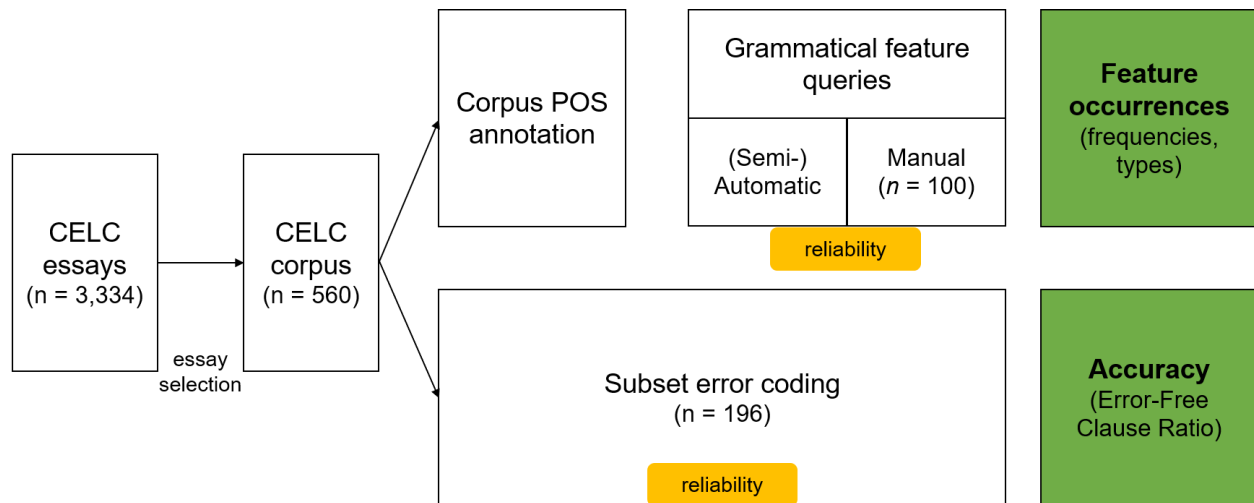 CELC
essays
(n = 3,334)
essay
selection
CELC
corpus
(n = 560)
Corpus POS
annotation
Grammatical feature
queries
(Semi-)
Automatic
Manual
(n = 100)
reliability
Feature
occurrences
(frequencies,
types)
Subset error coding
(n = 196)
reliability
Accuracy
(Error-Free
Clause Ratio)